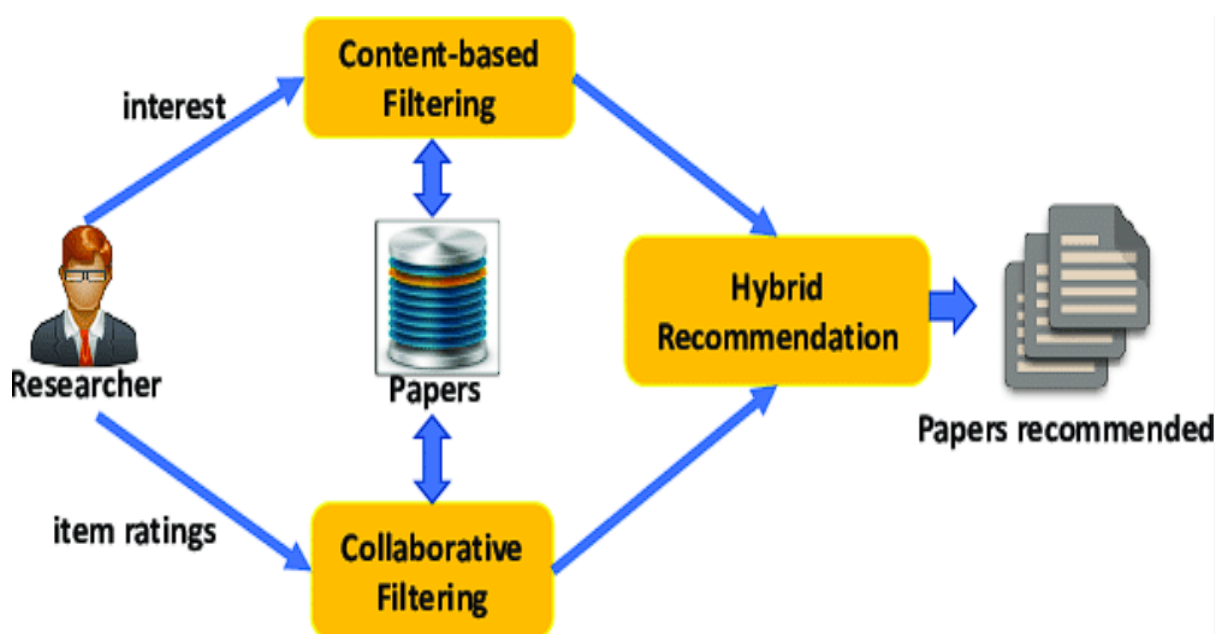 Content-based
Filtering
interest
Hybrid
Recommendation
Researcher
Papers
Papers recommended
item ratings
Collaborative
Filtering